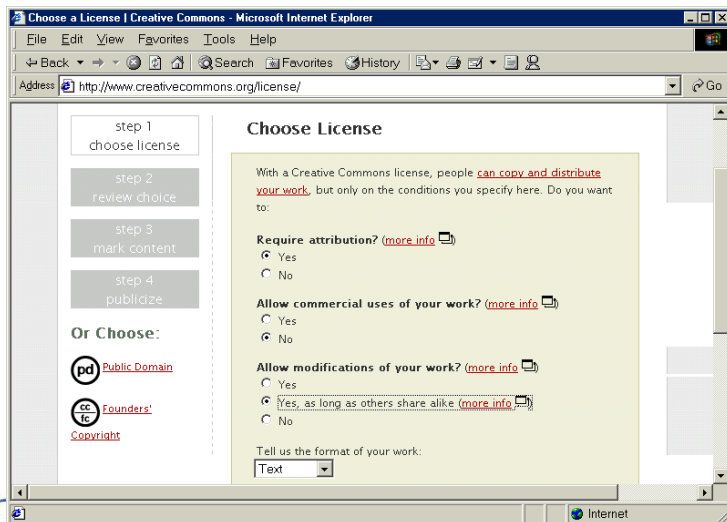 Choose a License | Creative Commons - Microsoft Internet Explorer
File Edit View Favorites Tools Help
Back Search Favorites History
Address http://www.creativecommons.org/license/ Go
step 1
choose license
step 2
review choice
step 3
mark content
step 4
publicize
Or Choose:
pd Public Domain
cc
fc
Founders'
Copyright
Choose License
With a Creative Commons license, people can copy and distribute
your work, but only on the conditions you specify here. Do you want
to:
Require attribution? (more info )
Yes
No
Allow commercial uses of your work? (more info )
Yes
No
Allow modifications of your work? (more info )
Yes
Yes, as long as others share alike (more info )
No
Tell us the format of your work:
Text
Internet